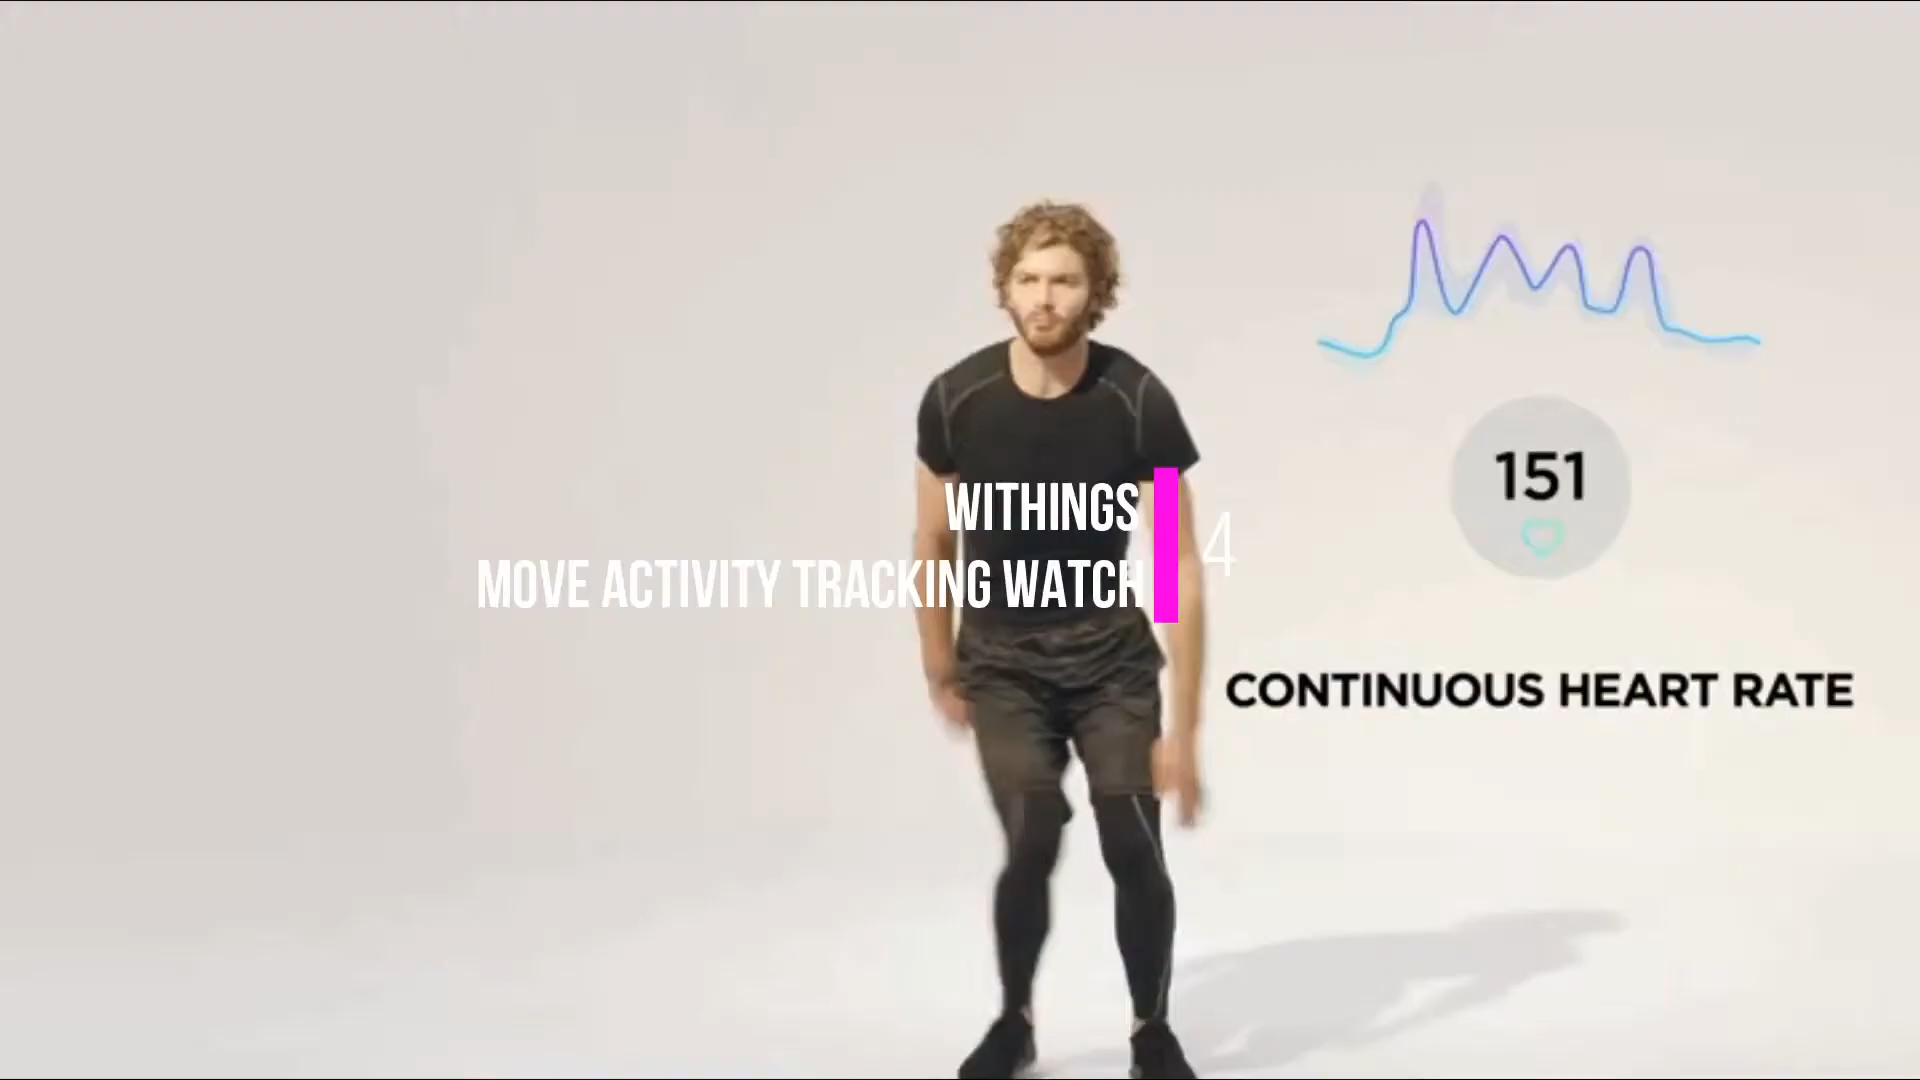 151
WITHINGS
MOVE ACTIVITY TRACKING WATCH
4
CONTINUOUS HEART RATE